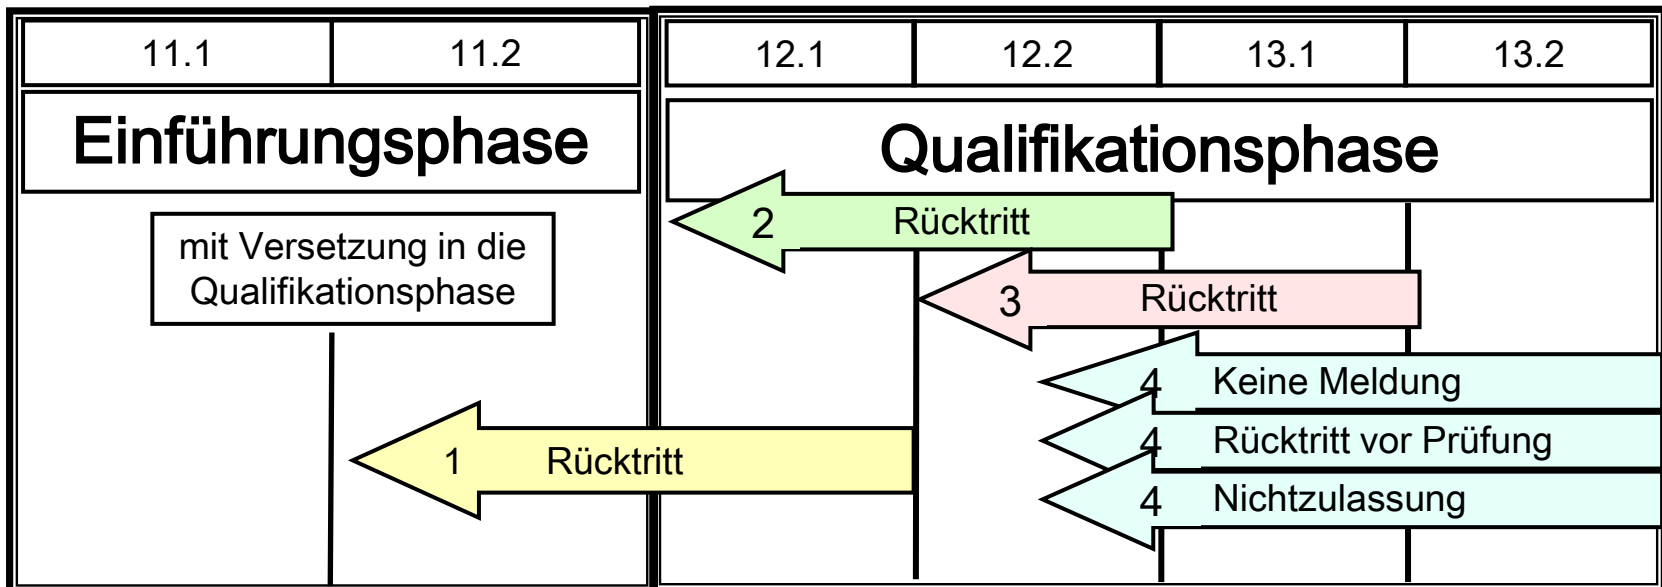 11.1 11.2 12.1 12.2 13.1 13.2
Einführungsphase Qualifikationsphase
mit Versetzung in die
Qualifikationsphase
2 Rücktritt
3 Rücktritt
4 Keine Meldung
4 Rücktritt vor Prüfung
1 Rücktritt
4 Nichtzulassung